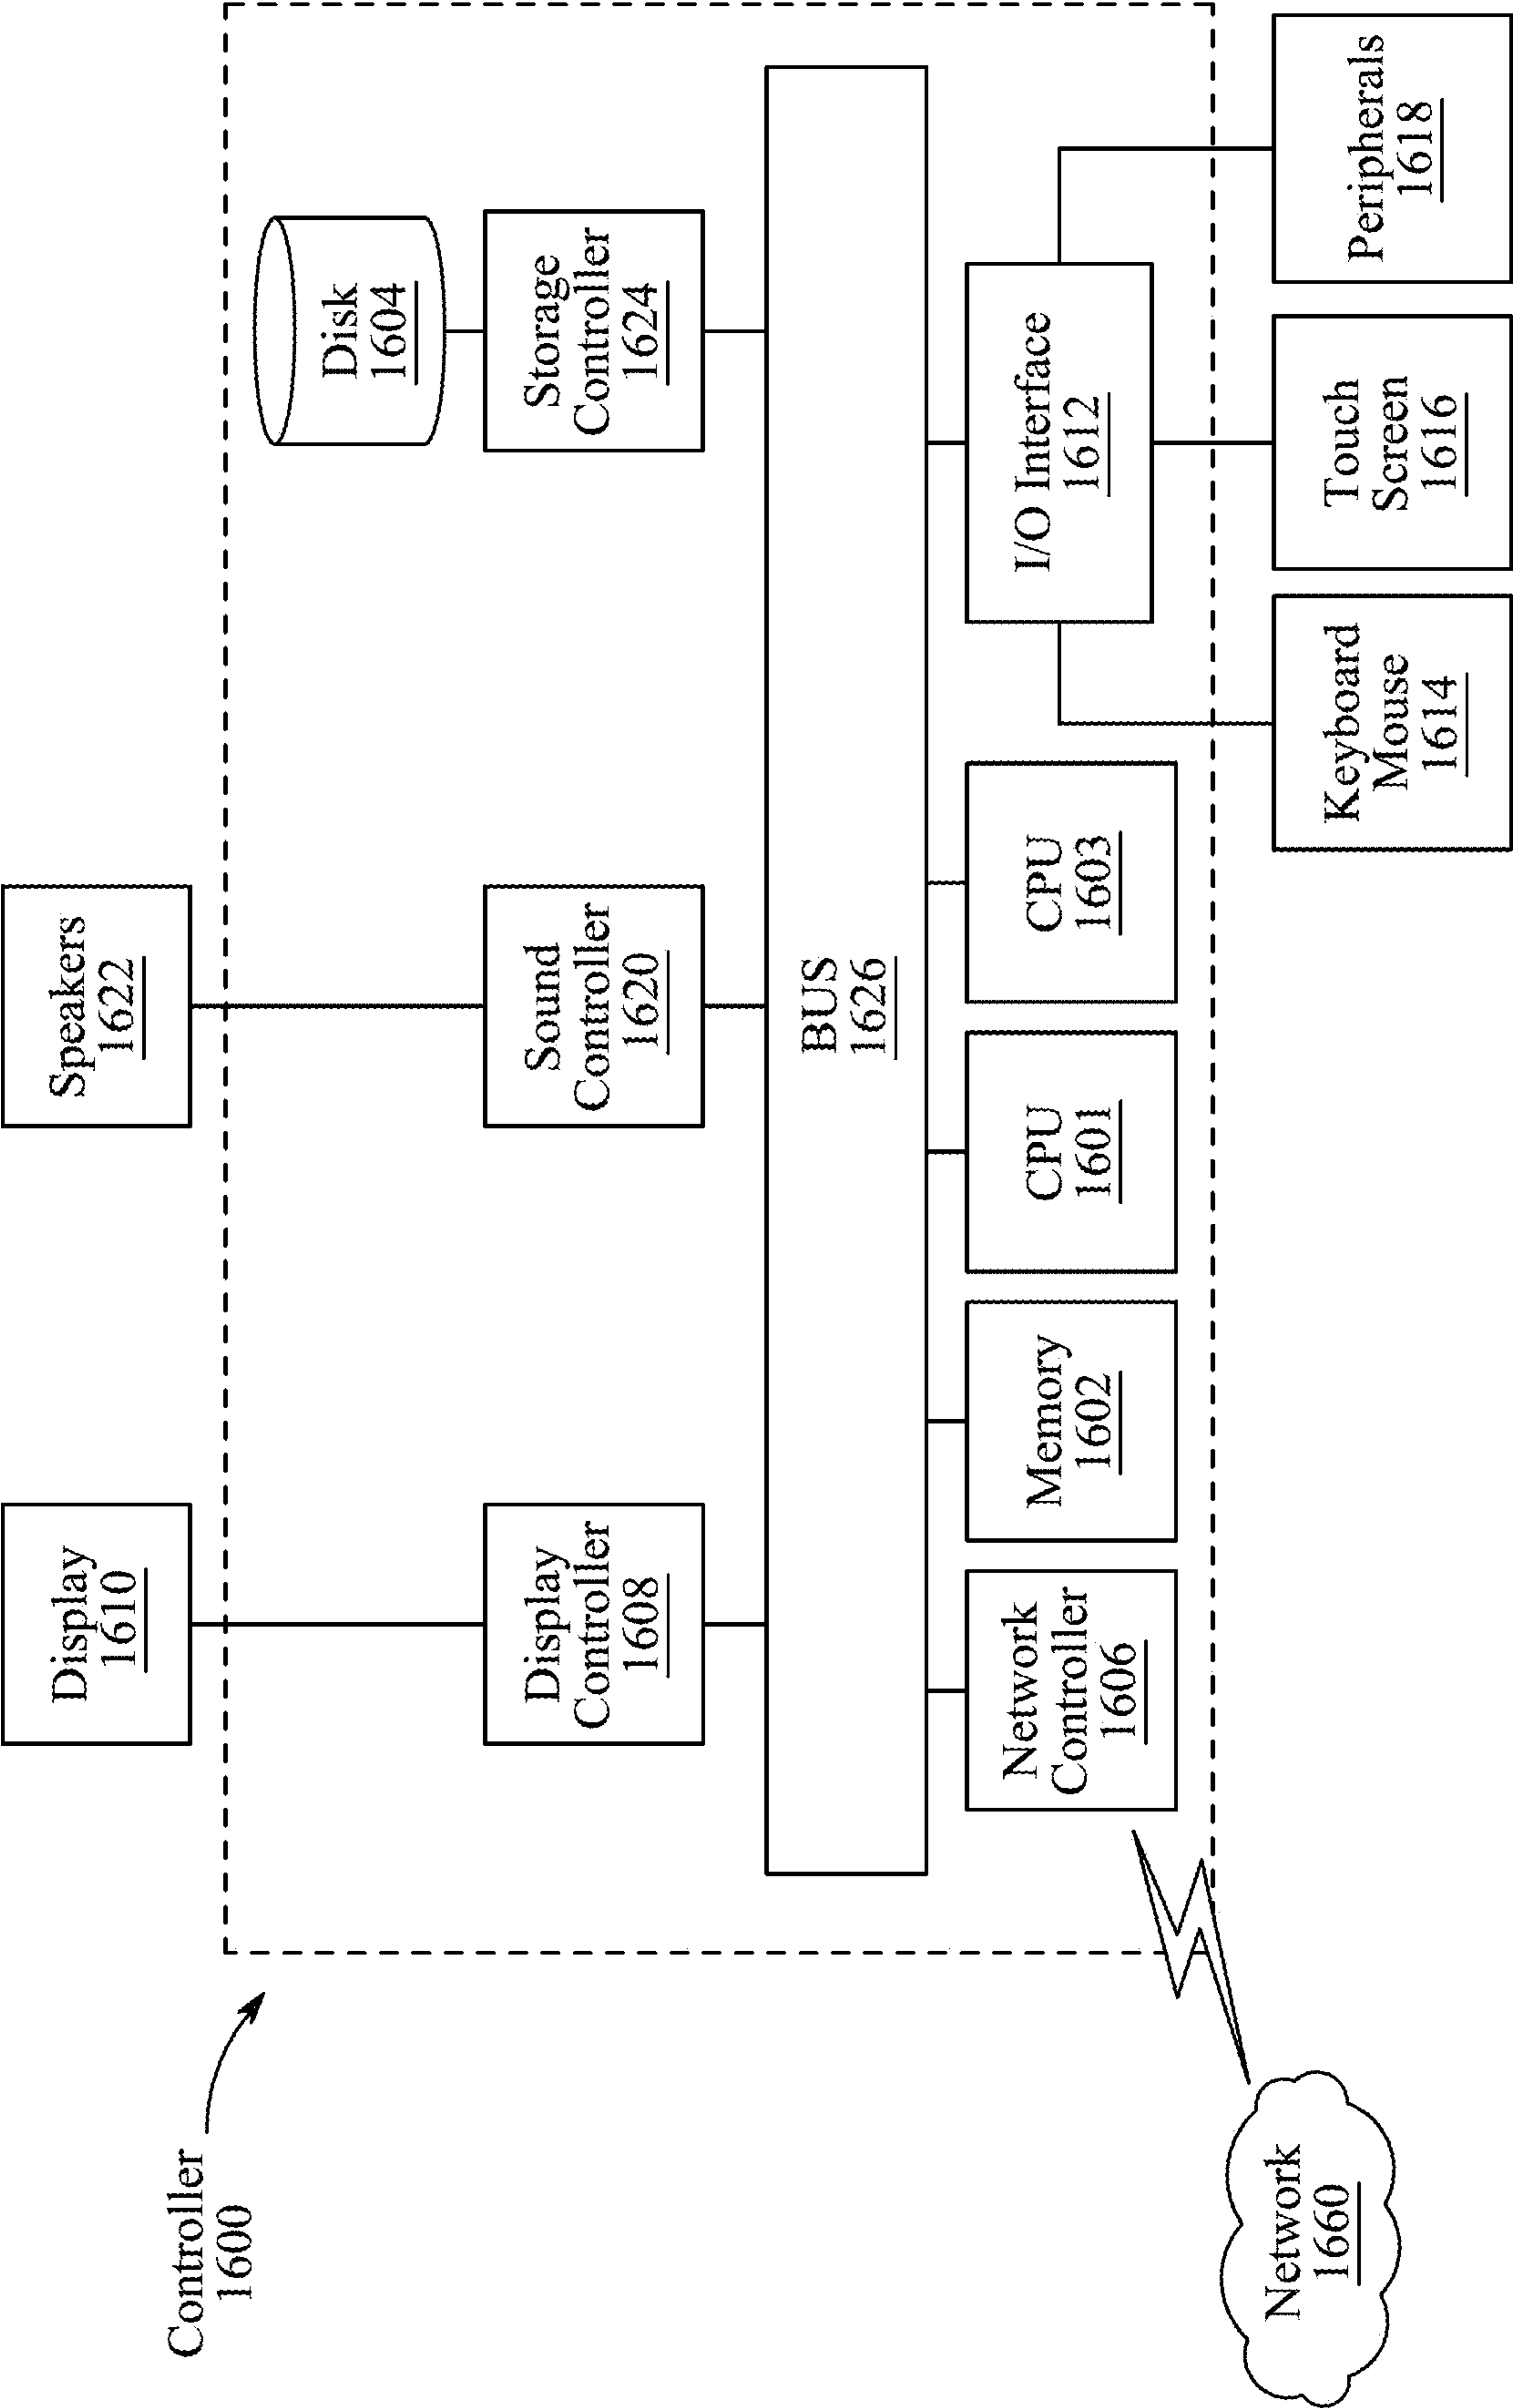 Controller
1600
Display
1610
Speakers
1622
Disk
1604
Display
Controller
1608
Sound
Controller
1620
Storage
Controller
1624
BUS
1626
Network
Controller
1606
Memory
1602
CPU
1601
CPU
1603
I/O Interface
1612
Network
1660
Keyboard
Mouse
1614
Touch
Screen
1616
Peripherals
1618